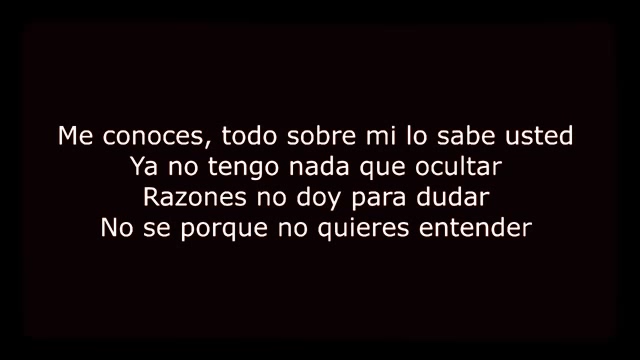 Me conoces, todo sobre mi lo sabe usted
Ya no tengo nada que ocultar
Razones no doy para dudar
No se porque no quieres entender